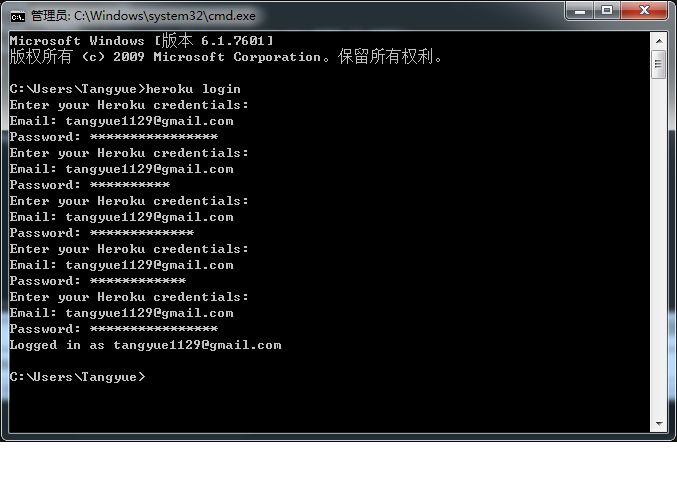 管理员: C:\Windows\system32\cmd.exe
Microsoft Windows [版本 6.1.7601]
版权所有 (c) 2009 Microsoft Corporation。保留所有权利。
C:\Users\Tangyue>heroku login
Enter your Heroku credentials:
Email: tangyue1129@gmail.com
Password: ****************
Enter your Heroku credentials:
Email: tangyue1129@gmail.com
Password: **********
Enter your Heroku credentials:
Email: tangyue1129@gmail.com
Password: *************
Enter your Heroku credentials:
Email: tangyue1129@gmail.com
Password: ************
Enter your Heroku credentials:
Email: tangyue1129@gmail.com
Password: ****************
Logged in as tangyue1129@gmail.com
C:\Users\Tangyue>